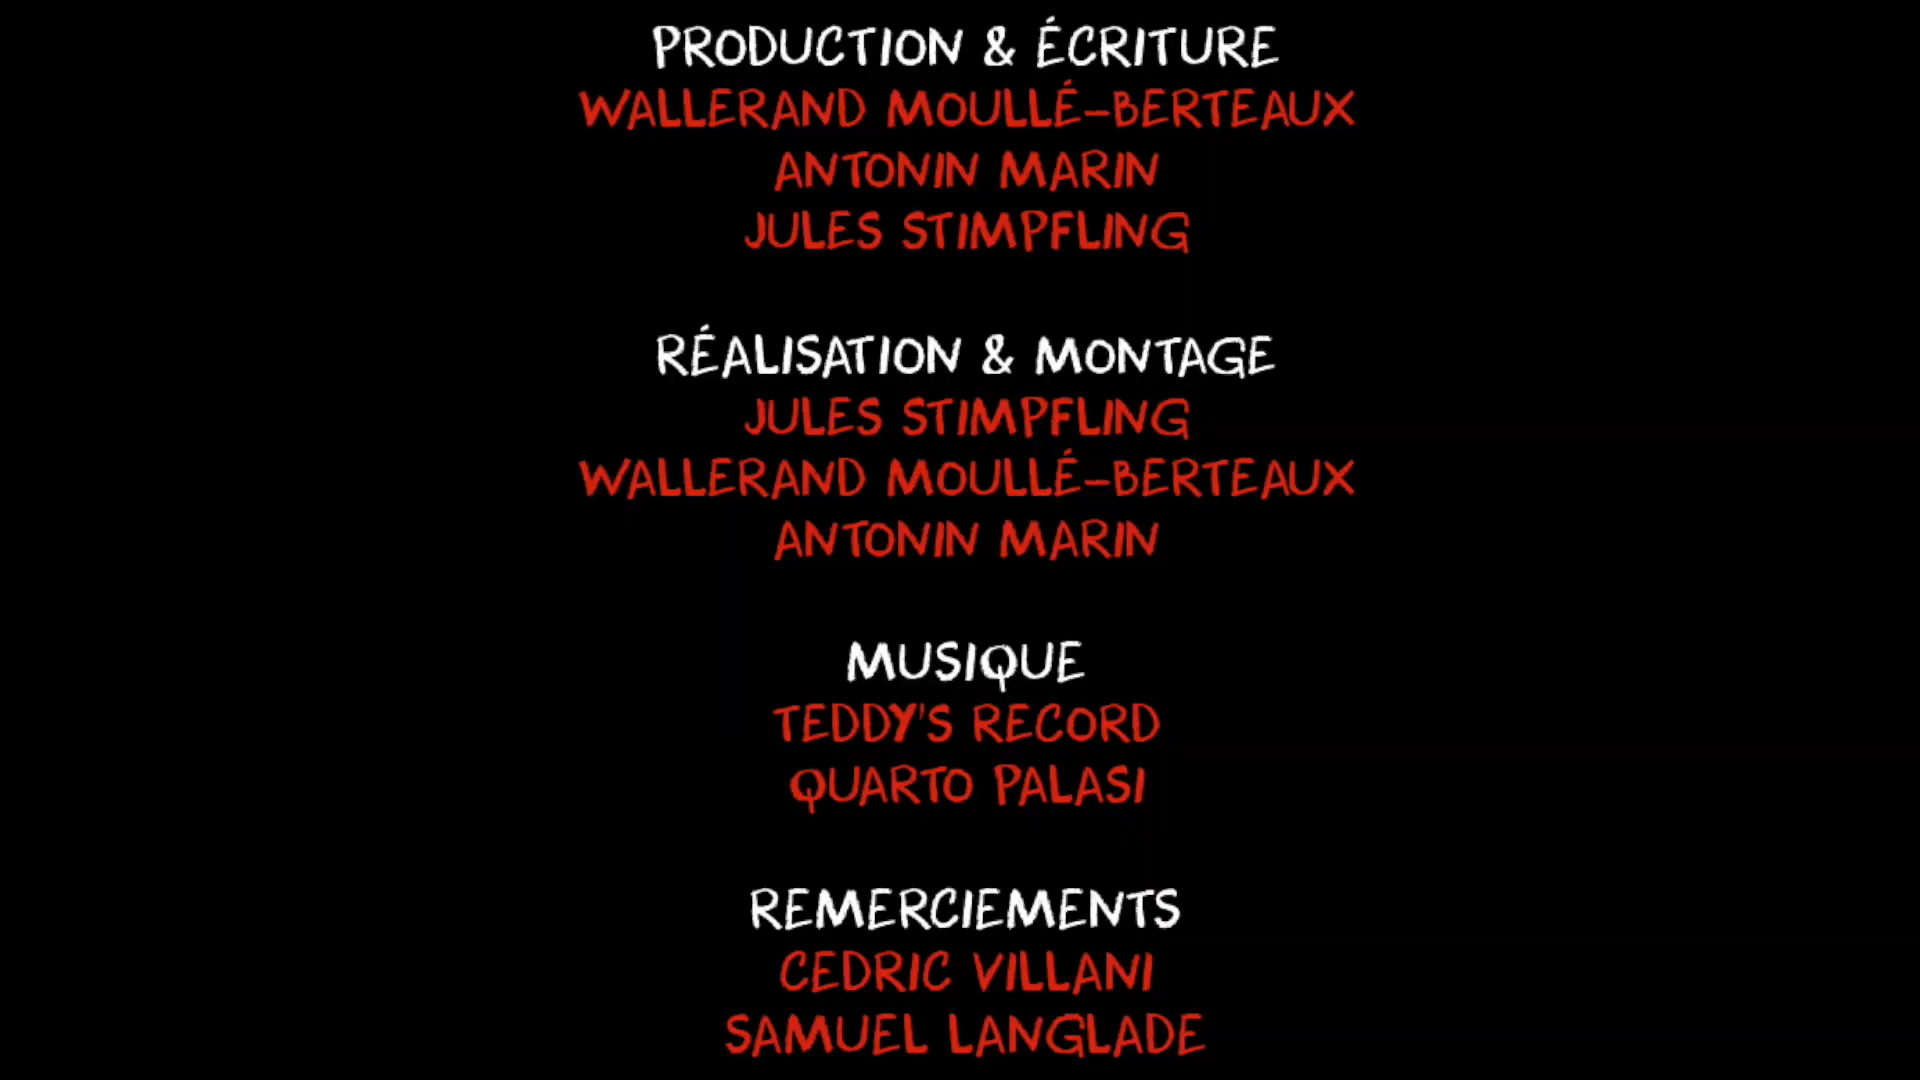 PRODUCTION & ÉCRITURE
WALLERAND MOULLÉ-BERTEAUX
ANTONIN MARIN
JULES STIMPFLING
RÉALISATION & MONTAGE
JULES STIMPFLING
WALLERAND MOULLÉ-BERTEAUX
ANTONIN MARIN
MUSIQUE
TEDDY'S RECORD
QUARTO PALASI
REMERCIEMENTS
CEDRIC VILLANI
SAMUEL LANGLADE